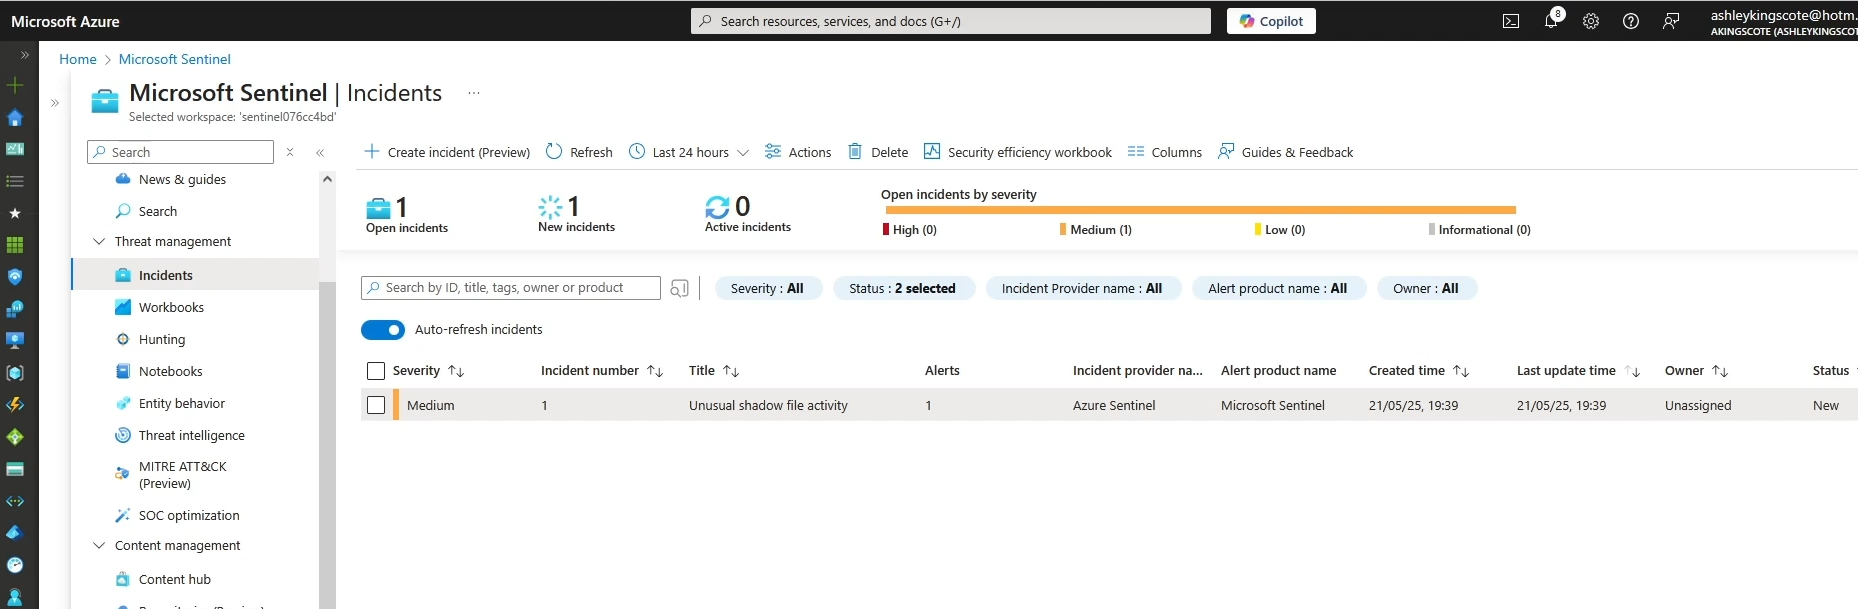 Microsoft Azure
Search resources, services, and docs (G+/)
Copilot
8
ashleykingscote@hotm.
AKINGSCOTE (ASHLEYKINGSCOT
Home > Microsoft Sentinel
Microsoft Sentinel | Incidents ...
Selected workspace: 'sentinel076cc4bd'
Search
News & guides
Search
Threat management
Incidents
Workbooks
Hunting
Notebooks
Entity behavior
Threat intelligence
MITRE ATT&CK
(Preview)
SOC optimization
Content management
Content hub
Create incident (Preview) Refresh Last 24 hours Actions Delete Security efficiency workbook Columns Guides & Feedback
1
Open incidents
1
New incidents
0
Active incidents
Open incidents by severity
High (0) Medium (1) Low (0) Informational (0)
Search by ID, title, tags, owner or product
Severity : All Status : 2 selected Incident Provider name : All Alert product name : All Owner : All
Auto-refresh incidents
Severity Incident number Title Alerts Incident provider na... Alert product name Created time Last update time Owner Status
Medium 1 Unusual shadow file activity 1 Azure Sentinel Microsoft Sentinel 21/05/25, 19:39 21/05/25, 19:39 Unassigned New